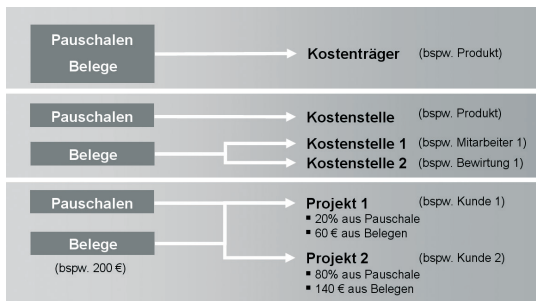 Pauschalen
Belege
Kostenträger (bspw. Produkt)
Pauschalen
Kostenstelle (bspw. Produkt)
Belege
Kostenstelle 1 (bspw. Mitarbeiter 1)
Kostenstelle 2 (bspw. Bewirtung 1)
Pauschalen
Projekt 1 (bspw. Kunde 1)
▪ 20% aus Pauschale
▪ 60 € aus Belegen
Belege
(bspw. 200 €)
Projekt 2 (bspw. Kunde 2)
▪ 80% aus Pauschale
▪ 140 € aus Belegen